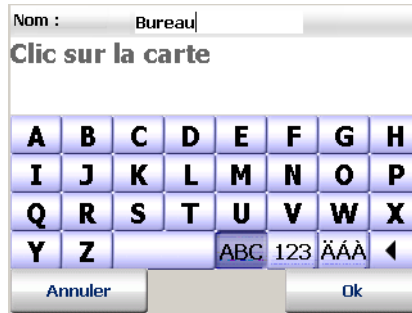 Nom : Bureau
Clic sur la carte
A B C D E F G H
I J K L M N O P
Q R S T U V W X
Y Z ABC 123 ÄÁÀ
Annuler Ok